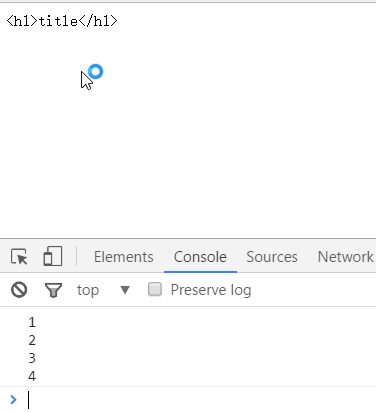 <h1>title</h1>
Elements Console Sources Network
top ▼ Preserve log
1
2
3
4
>